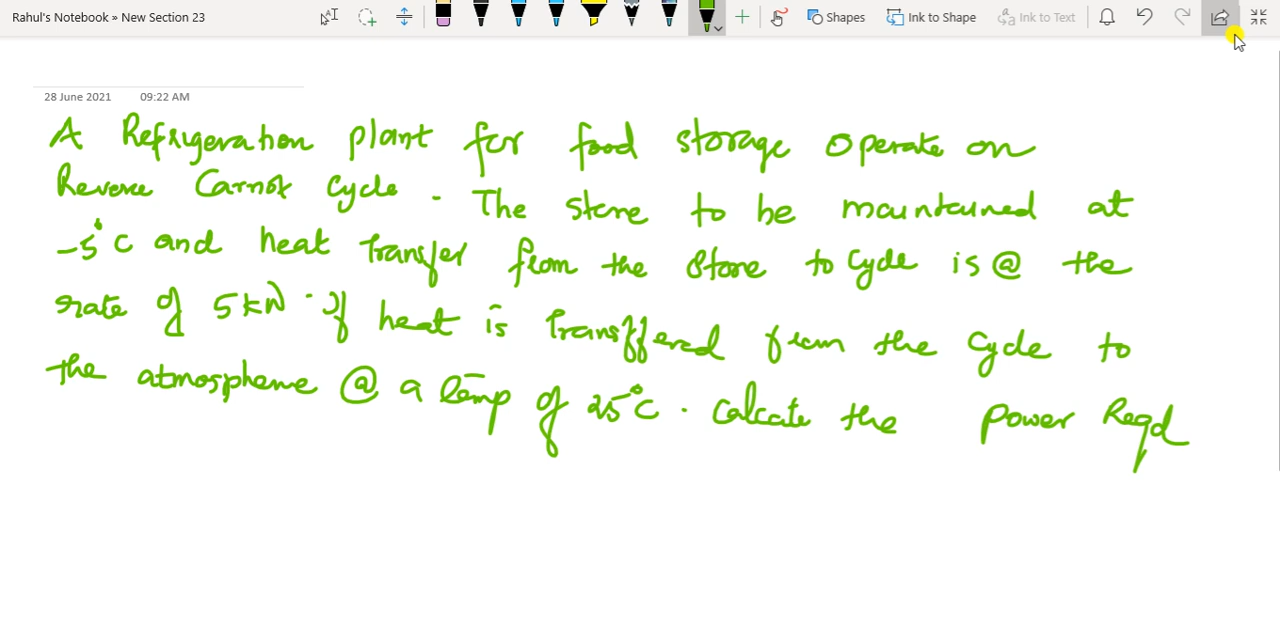 Rahul's Notebook » New Section 23
Shapes
Ink to Shape
Ink to Text
28 June 2021 09:22 AM
A Refrigeration plant for food storage operate on
Reverse Carnot Cycle. The store to be maintained at
-5°C and heat transfer from the store to cycle is @ the
rate of 5kW. If heat is transffered from the cycle to
the atmosphere @ a temp of 25°C. Calcate the power Reqd